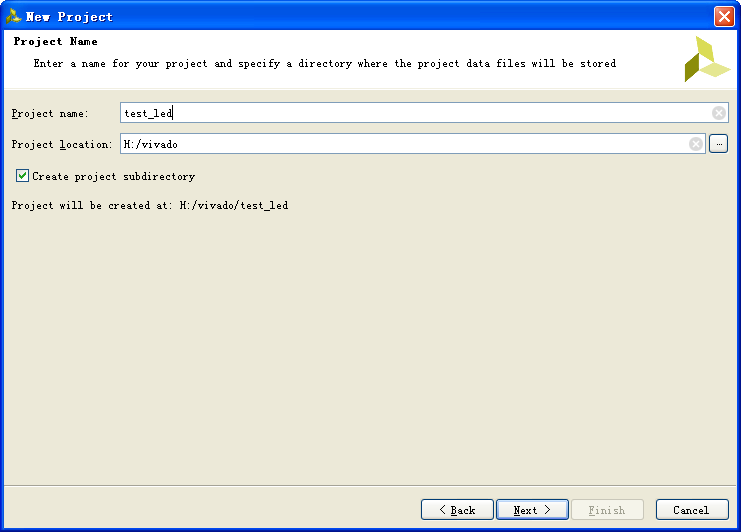 New Project
Project Name
Enter a name for your project and specify a directory where the project data files will be stored
Project name: test_led
Project location: H:/vivado ...
Create project subdirectory
Project will be created at: H:/vivado/test_led
< Back Next > Finish Cancel